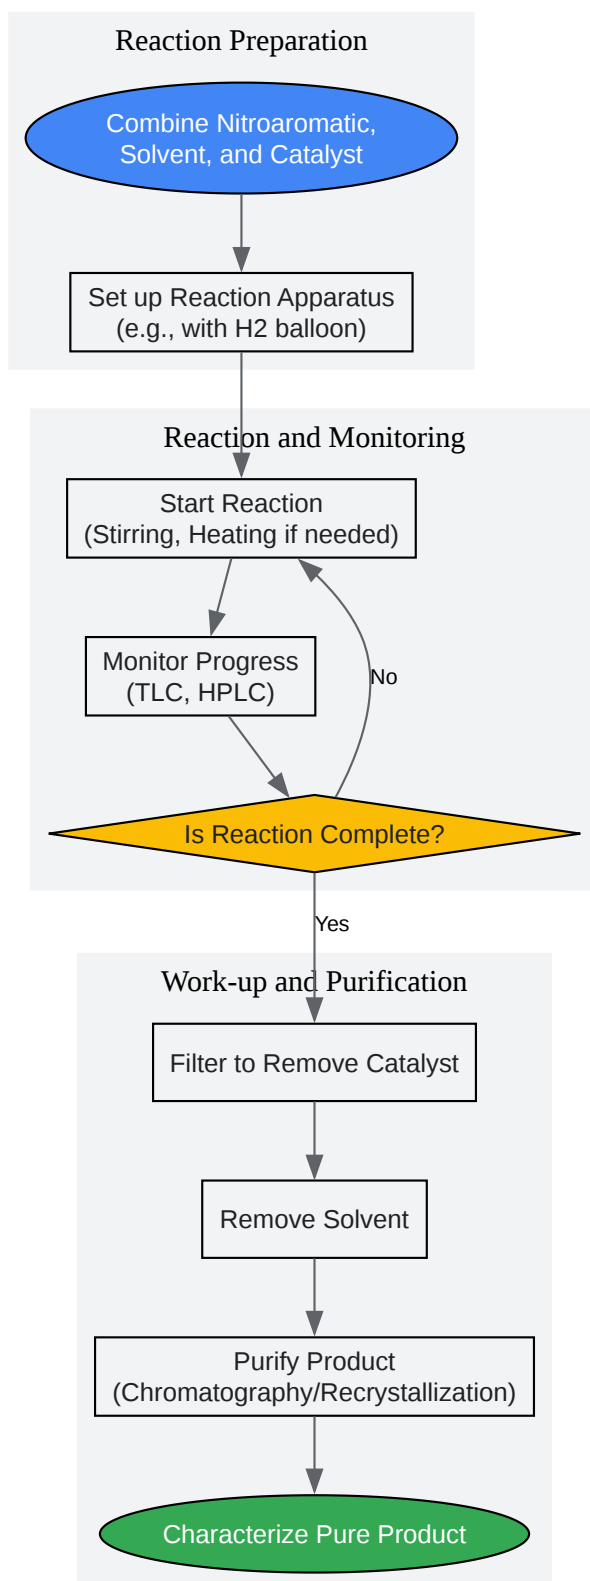 Reaction Preparation
Combine Nitroaromatic,
Solvent, and Catalyst
Set up Reaction Apparatus
(e.g., with H2 balloon)
Reaction and Monitoring
Start Reaction
(Stirring, Heating if needed)
Monitor Progress
(TLC, HPLC)
No
Is Reaction Complete?
Yes
Work-up and Purification
Filter to Remove Catalyst
Remove Solvent
Purify Product
(Chromatography/Recrystallization)
Characterize Pure Product